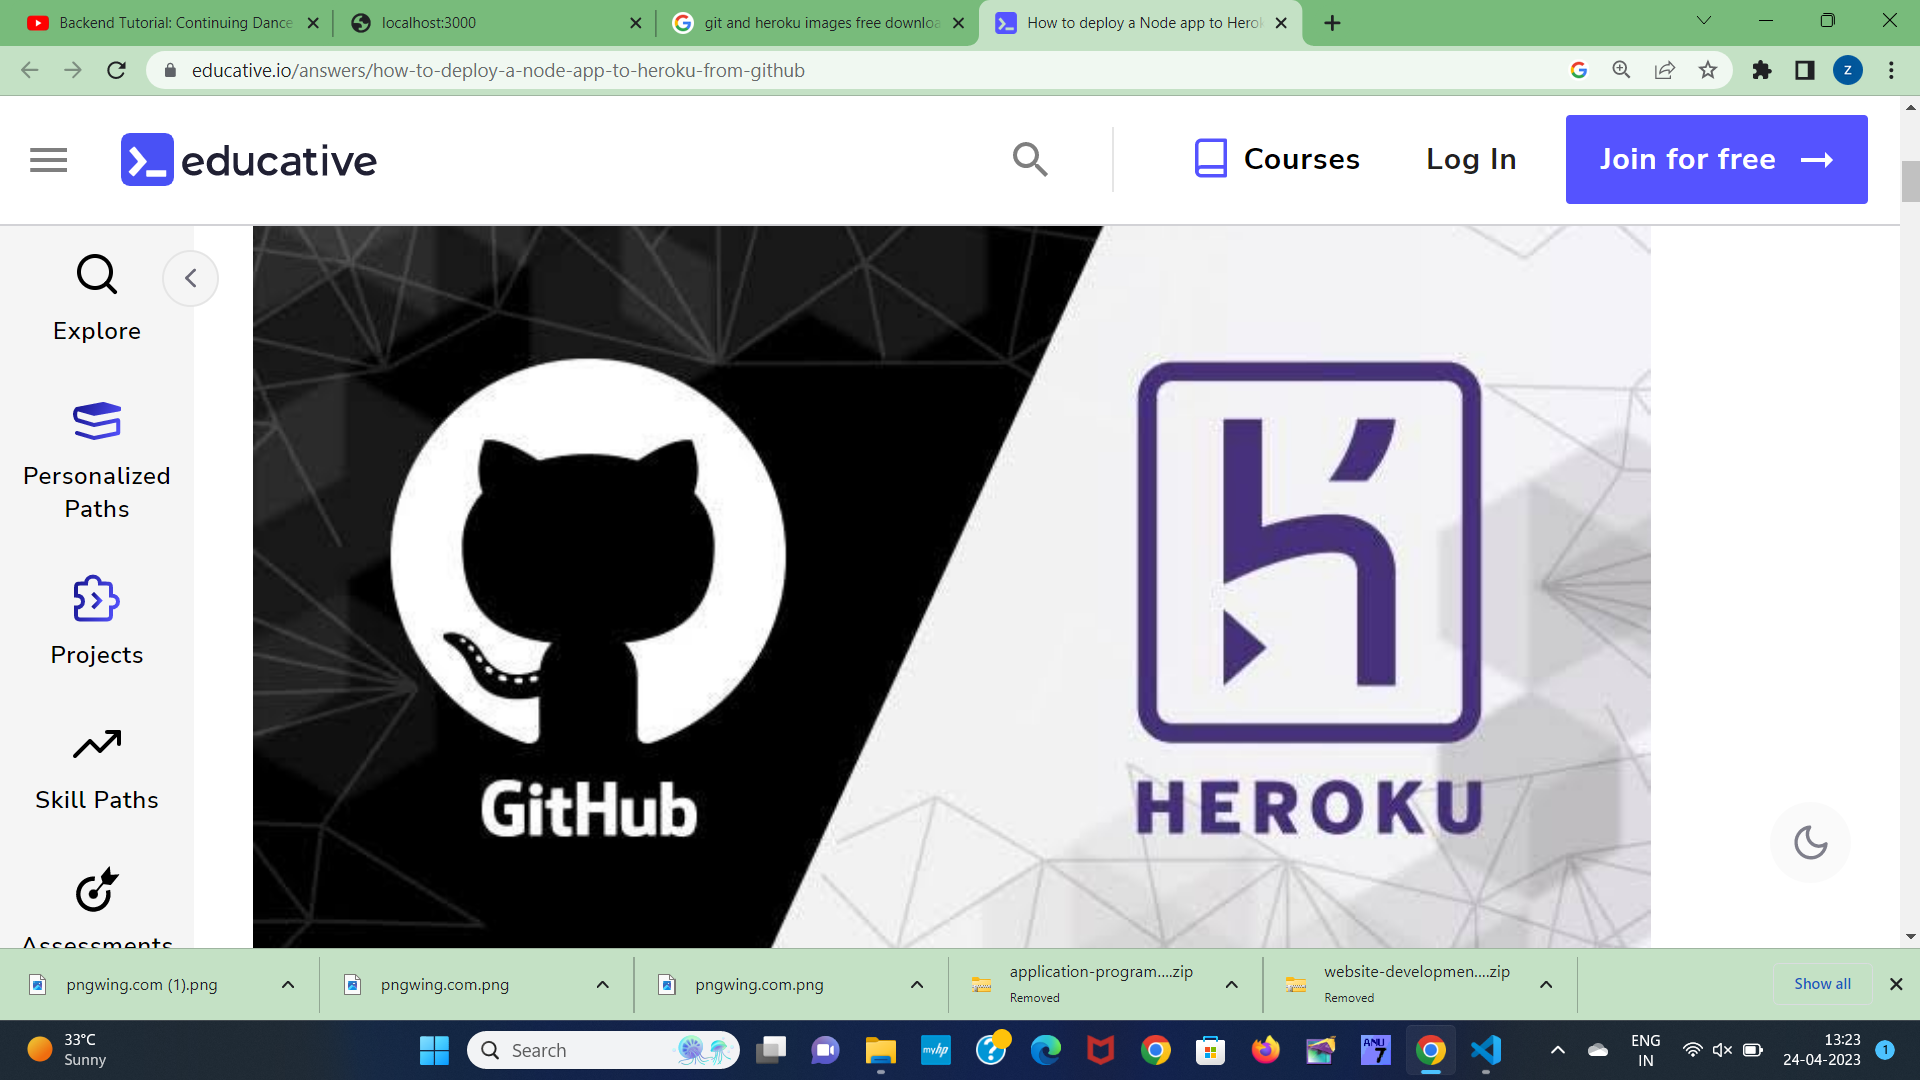 Backend Tutorial: Continuing Dance
localhost:3000
git and heroku images free downloa
How to deploy a Node app to Herok
educative.io/answers/how-to-deploy-a-node-app-to-heroku-from-github
z
educative
Courses
Log In
Join for free
Explore
Personalized
Paths
Projects
Skill Paths
Assessments
GitHub
HEROKU
pngwing.com (1).png
pngwing.com.png
pngwing.com.png
application-program....zip
Removed
website-developmen....zip
Removed
Show all
33°C
Sunny
Search
myhp
ANU
7
ENG
IN
13:23
24-04-2023
1